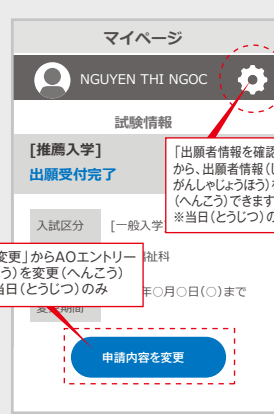 マイページ
NGUYEN THI NGOC
試験情報
[推薦入学]
出願受付完了
「出願者情報を確認
から、出願者情報(し
がんしゃじょうほう)を
(へんこう)できます
※当日(とうじつ)の
入試区分 [一般入学
祉科
変更」からAOエントリー
う)を変更(へんこう)
当日(とうじつ)のみ
年○月○日(○)まで
変更期間
申請内容を変更